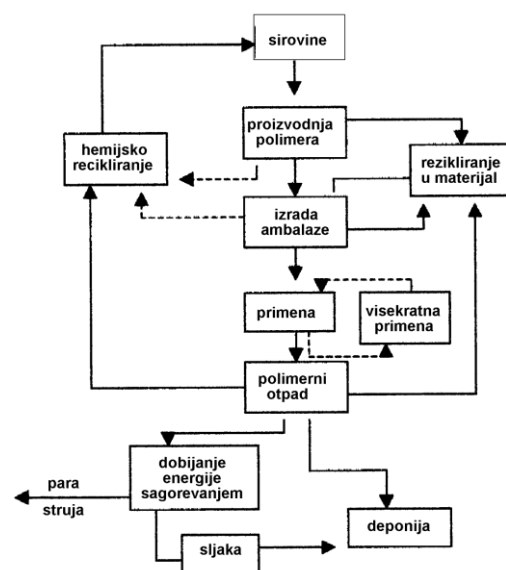 sirovine
proizvodnja
polimera
hemijsko
recikliranje
rezikliranje
u materijal
izrada
ambalaze
primena
visekratna
primena
polimerni
otpad
dobijanje
energije
sagorevanjem
para
struja
sljaka
deponija